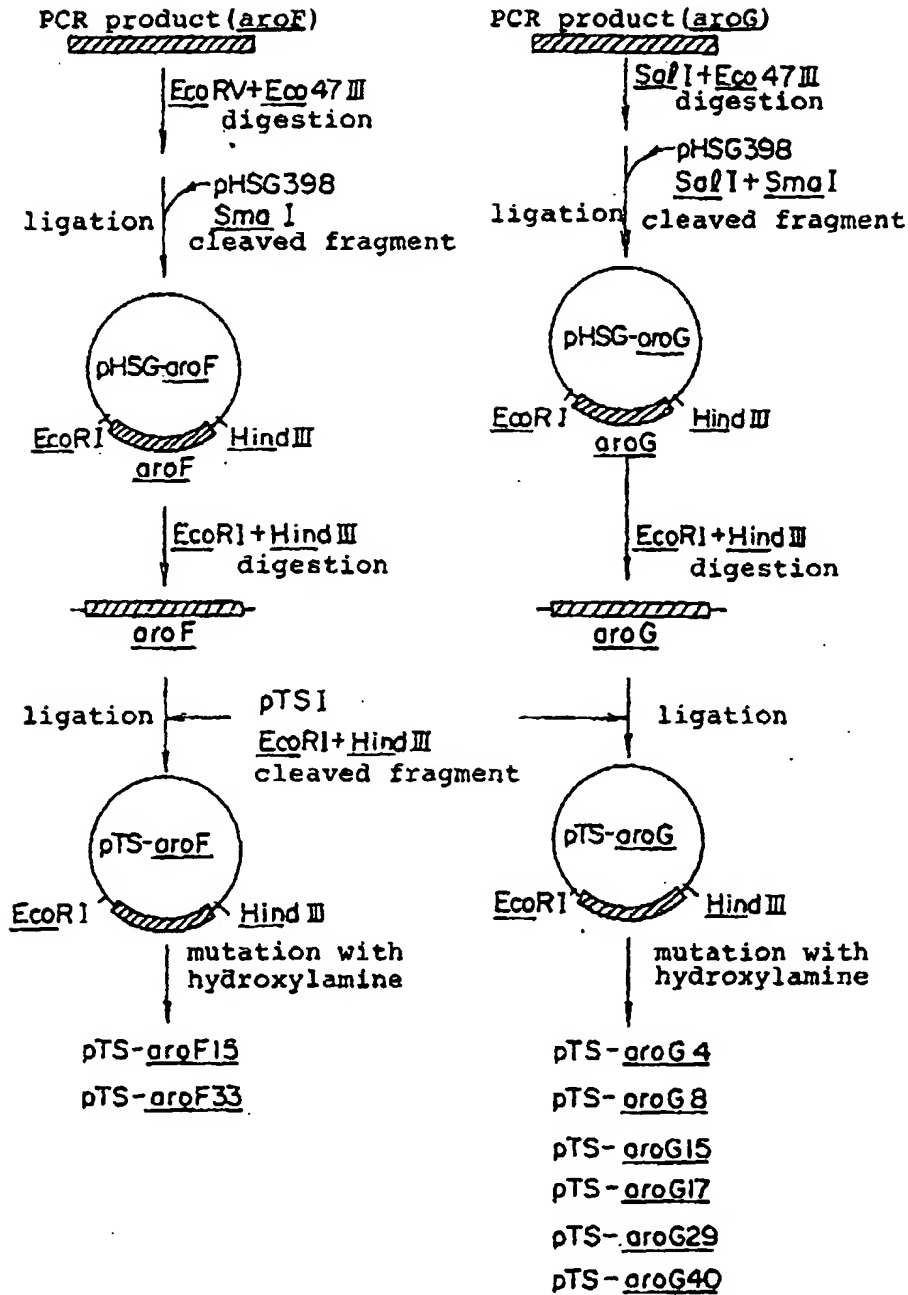 PCR product (aroF)
EcoRV+Eco47III
digestion
pHSG398
SmaI
cleaved fragment
ligation
pHSG-aroF
EcoRI
HindIII
aroF
EcoRI+HindIII
digestion
aroF
ligation
pTSI
EcoRI+HindIII
cleaved fragment
pTS-aroF
EcoRI
HindIII
mutation with
hydroxylamine
pTS-aroF15
pTS-aroF33
PCR product (aroG)
SalI+Eco47III
digestion
pHSG398
SalI+SmaI
cleaved fragment
ligation
pHSG-aroG
EcoRI
HindIII
aroG
EcoRI+HindIII
digestion
aroG
ligation
pTS-aroG
EcoRI
HindIII
mutation with
hydroxylamine
pTS-aroG4
pTS-aroG8
pTS-aroG15
pTS-aroG17
pTS-aroG29
pTS-aroG40